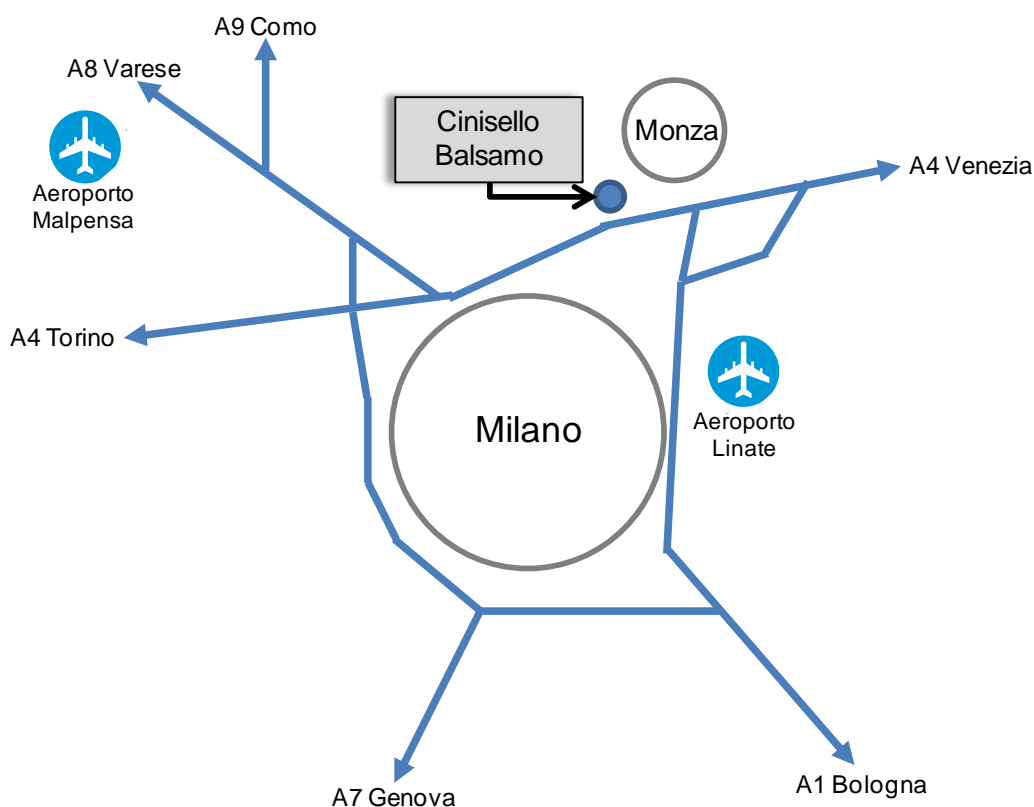 A9 Como
A8 Varese
Cinisello
Balsamo
Monza
A4 Venezia
Aeroporto
Malpensa
A4 Torino
Milano
Aeroporto
Linate
A7 Genova
A1 Bologna